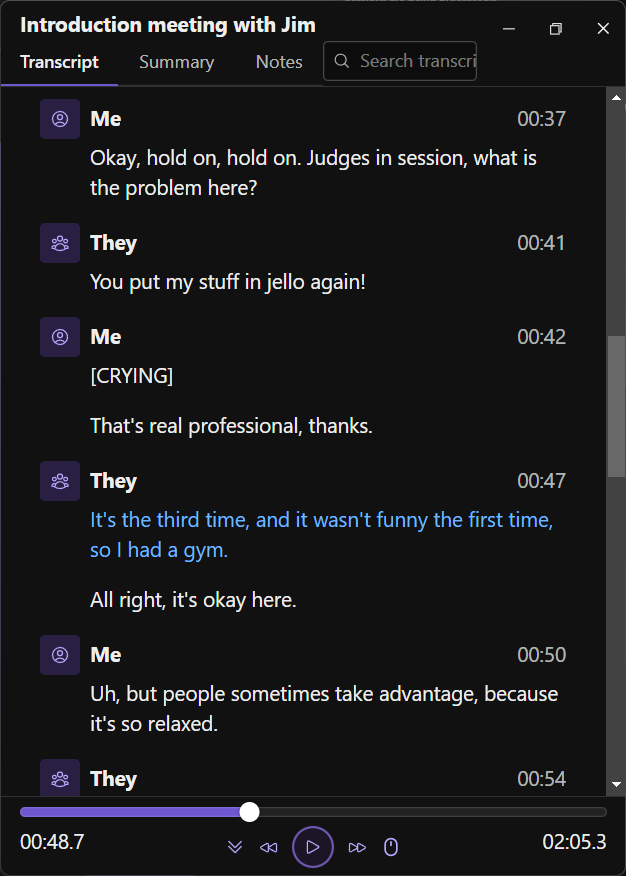 Introduction meeting with Jim
Transcript Summary Notes Search transcri
Me 00:37
Okay, hold on, hold on. Judges in session, what is
the problem here?
They 00:41
You put my stuff in jello again!
Me 00:42
[CRYING]
That's real professional, thanks.
They 00:47
It's the third time, and it wasn't funny the first time,
so I had a gym.
All right, it's okay here.
Me 00:50
Uh, but people sometimes take advantage, because
it's so relaxed.
They 00:54
00:48.7 02:05.3